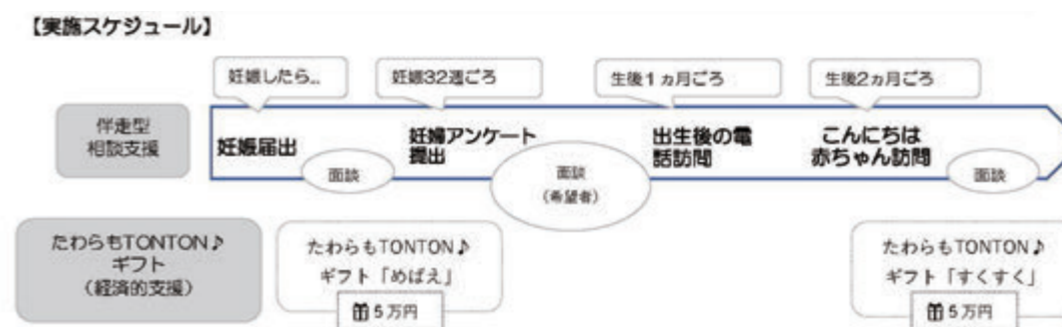 【実施スケジュール】
妊娠したら...
妊娠32週ごろ
生後1ヵ月ごろ
生後2ヵ月ごろ
伴走型
相談支援
妊娠届出
面談
妊婦アンケート
提出
面談
(希望者)
出生後の電
話訪問
こんにちは
赤ちゃん訪問
面談
たわらもTONTON♪
ギフト
(経済的支援)
たわらもTONTON♪
ギフト「めばえ」
5万円
たわらもTONTON♪
ギフト「すくすく」
5万円